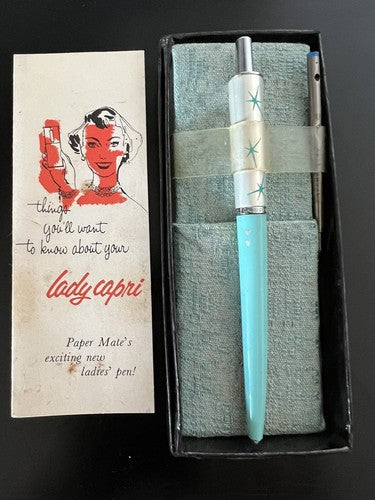 things
you'll want
to know about your
lady capri
Paper Mate's
exciting new
ladies' pen!